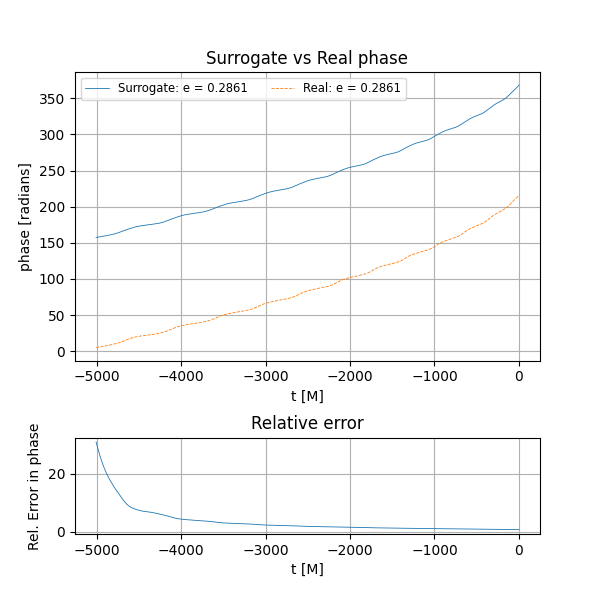 Surrogate vs Real phase
Surrogate: e = 0.2861
Real: e = 0.2861
350
300
250
200
150
100
50
0
phase [radians]
−5000
−4000
−3000
−2000
−1000
0
t [M]
Relative error
20
0
Rel. Error in phase
−5000
−4000
−3000
−2000
−1000
0
t [M]